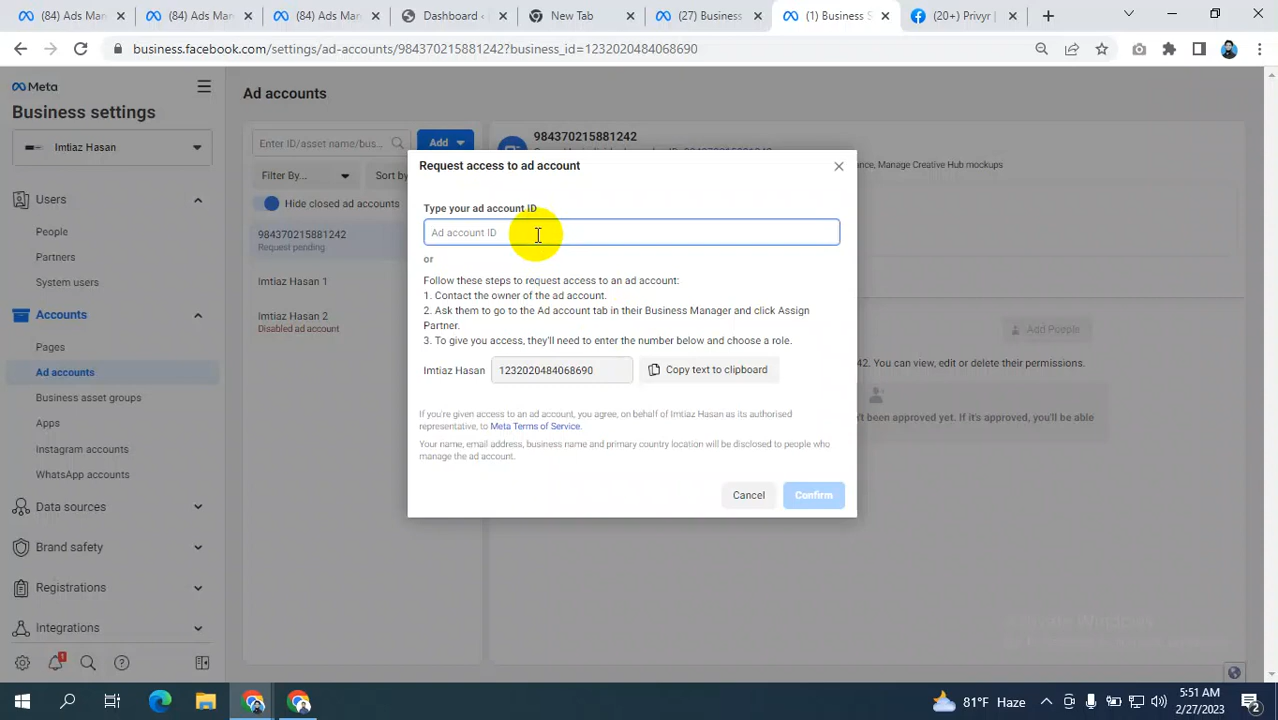 (84) Ads Man
(84) Ads Man
(84) Ads Man
Dashboard ‹
New Tab
(27) Business
(1) Business S
(20+) Privyr |
business.facebook.com/settings/ad-accounts/984370215881242?business_id=1232020484068690
Meta
Business settings
Imtiaz Hasan
Users
People
Partners
System users
Accounts
Pages
Ad accounts
Business asset groups
Apps
Instagram accounts
WhatsApp accounts
Data sources
Brand safety
Registrations
Integrations
1
Ad accounts
Enter ID/asset name/bus...
Add
Filter By...
Sort by
Hide closed ad accounts
984370215881242
Request pending.
Imtiaz Hasan 1
Imtiaz Hasan 2
Disabled ad account
984370215881242
nce, Manage Creative Hub mockups
Add People
42. You can view, edit or delete their permissions.
n't been approved yet. If it's approved, you'll be able
Request access to ad account
Type your ad account ID
Ad account ID
or
Follow these steps to request access to an ad account:
1. Contact the owner of the ad account.
2. Ask them to go to the Ad account tab in their Business Manager and click Assign
Partner.
3. To give you access, they'll need to enter the number below and choose a role.
Imtiaz Hasan
1232020484068690
Copy text to clipboard
If you're given access to an ad account, you agree, on behalf of Imtiaz Hasan as its authorised
representative, to Meta Terms of Service.
Your name, email address, business name and primary country location will be disclosed to people who
manage the ad account.
Cancel
Confirm
81°F Haze
5:51 AM
2/27/2023
2